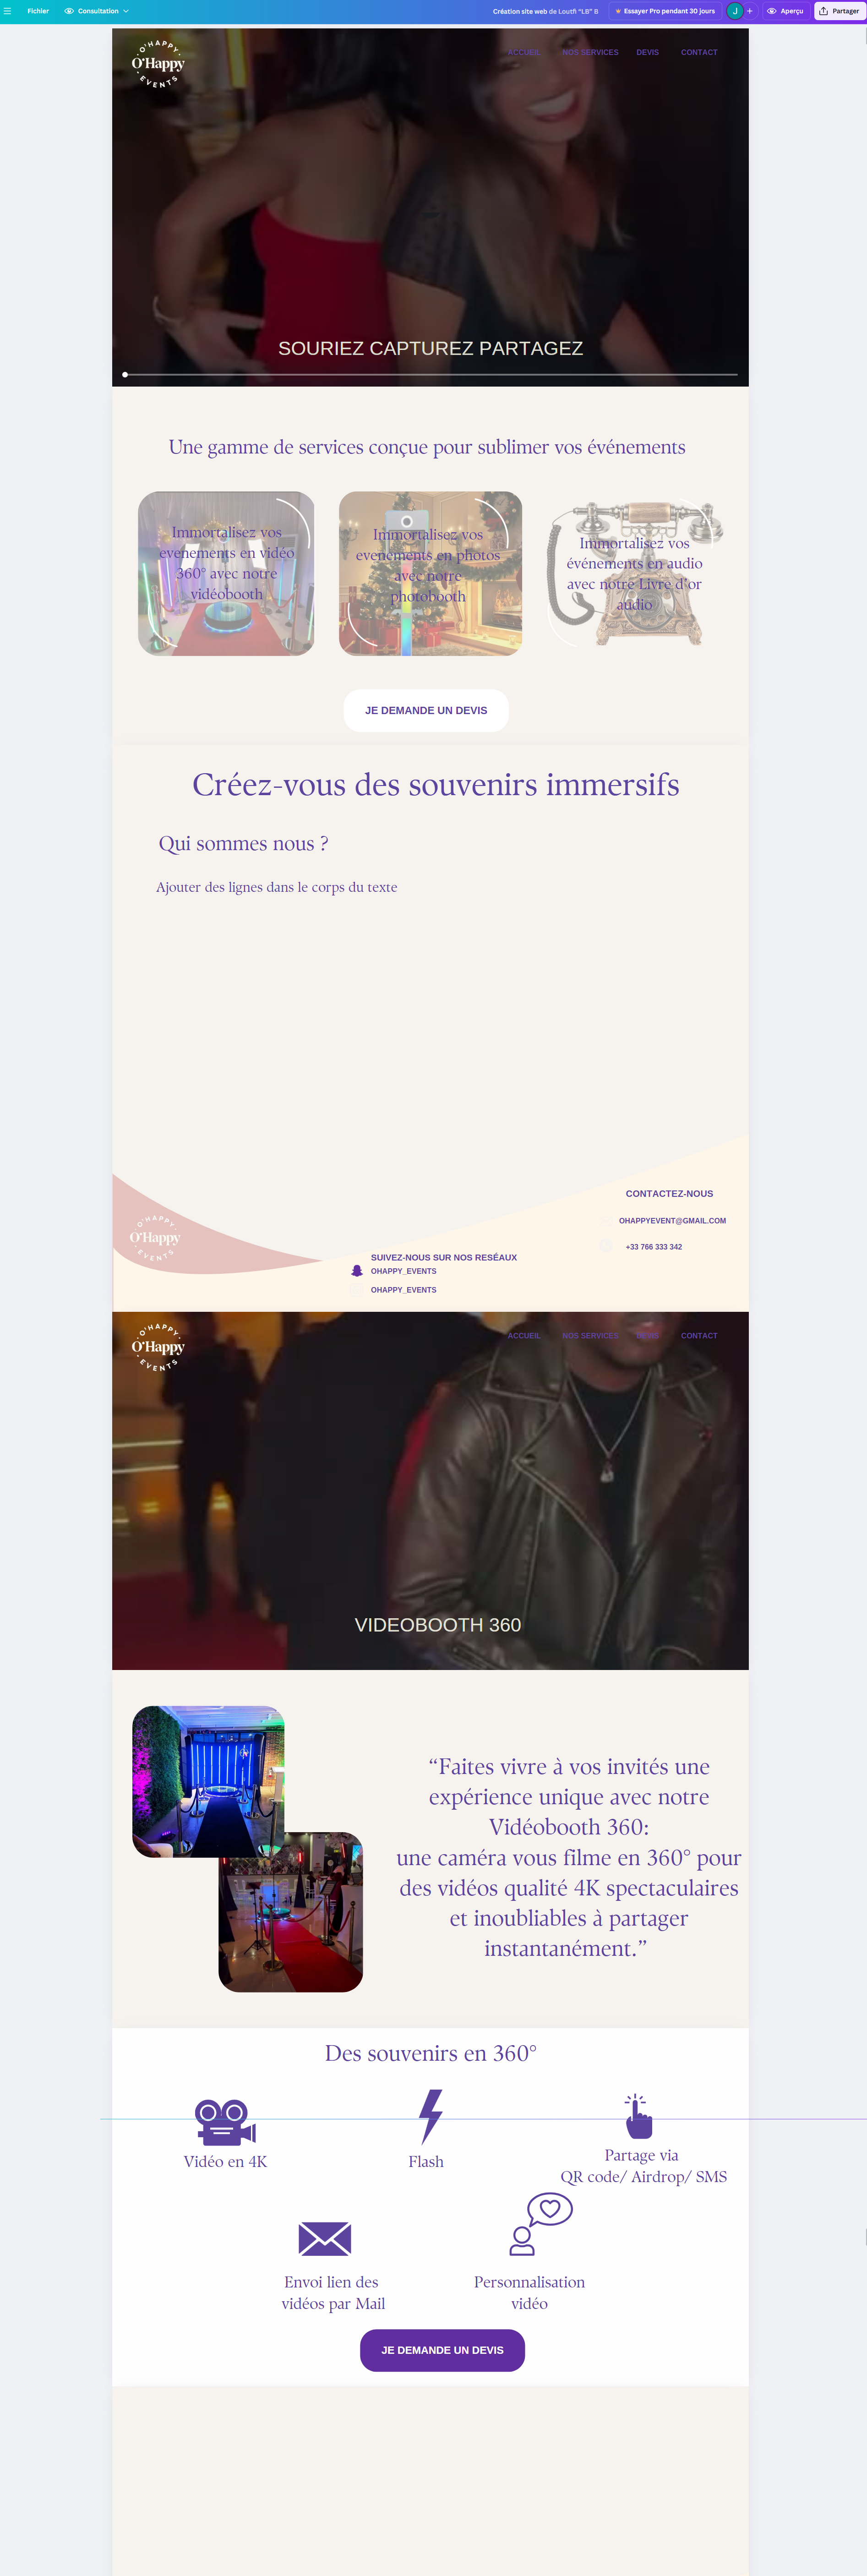 Fichier
Consultation
Création site web de Loutfi "LB" B
Essayer Pro pendant 30 jours
J
+
Aperçu
Partager
O'HAPPY
O'Happy
EVENTS
ACCUEIL
NOS SERVICES
DEVIS
CONTACT
SOURIEZ CAPTUREZ PARTAGEZ
Une gamme de services conçue pour sublimer vos événements
Immortalisez vos
evenements en vidéo
360° avec notre
vidéobooth
Immortalisez vos
evenements en photos
avec notre
photobooth
Immortalisez vos
événements en audio
avec notre Livre d'or
audio
JE DEMANDE UN DEVIS
Créez-vous des souvenirs immersifs
Qui sommes nous ?
Ajouter des lignes dans le corps du texte
O'HAPPY
O'Happy
EVENTS
CONTACTEZ-NOUS
OHAPPYEVENT@GMAIL.COM
+33 766 333 342
SUIVEZ-NOUS SUR NOS RESÉAUX
OHAPPY_EVENTS
OHAPPY_EVENTS
O'HAPPY
O'Happy
EVENTS
ACCUEIL
NOS SERVICES
DEVIS
CONTACT
VIDEOBOOTH 360
“Faites vivre à vos invités une
expérience unique avec notre
Vidéobooth 360:
une caméra vous filme en 360° pour
des vidéos qualité 4K spectaculaires
et inoubliables à partager
instantanément.”
Des souvenirs en 360°
Vidéo en 4K
Flash
Partage via
QR code/ Airdrop/ SMS
Envoi lien des
vidéos par Mail
Personnalisation
vidéo
JE DEMANDE UN DEVIS